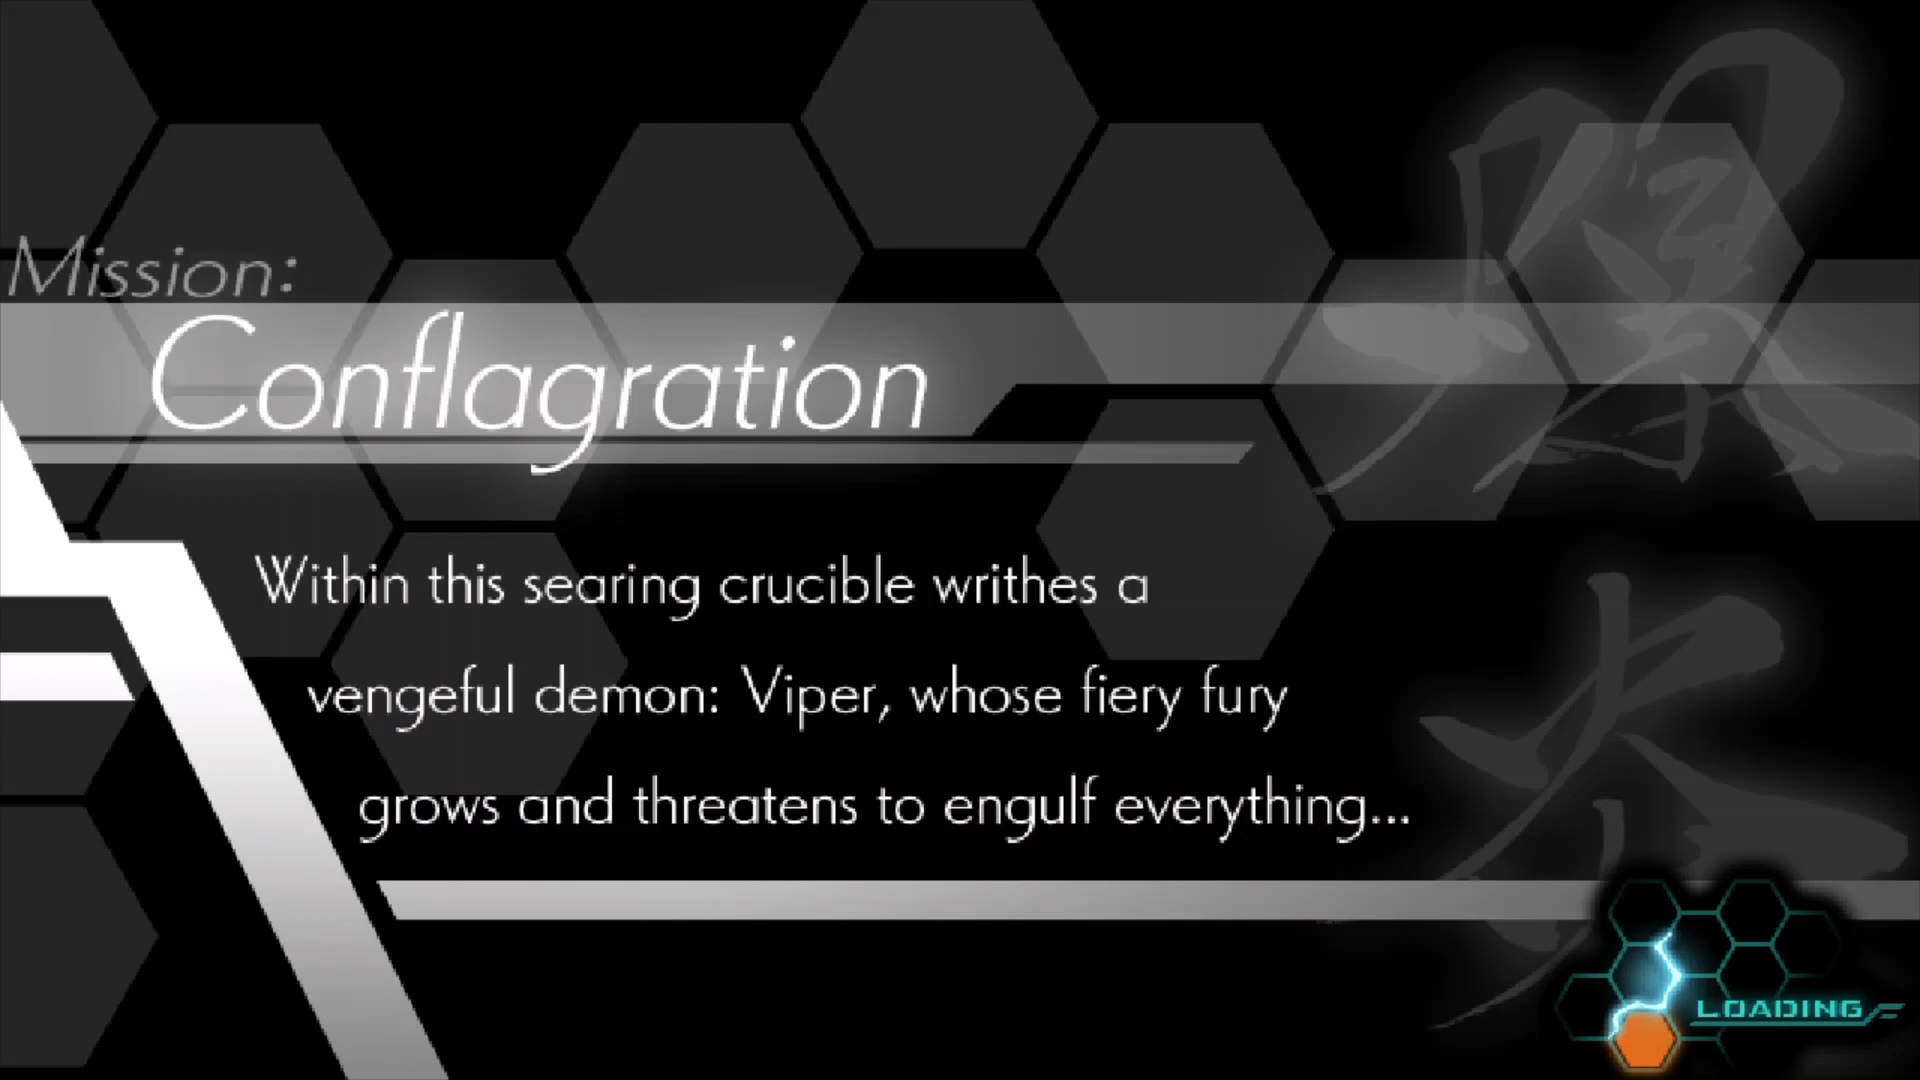 Mission:
Conflagration
Within this searing crucible writhes a
vengeful demon: Viper, whose fiery fury
grows and threatens to engulf everything...
LOADING